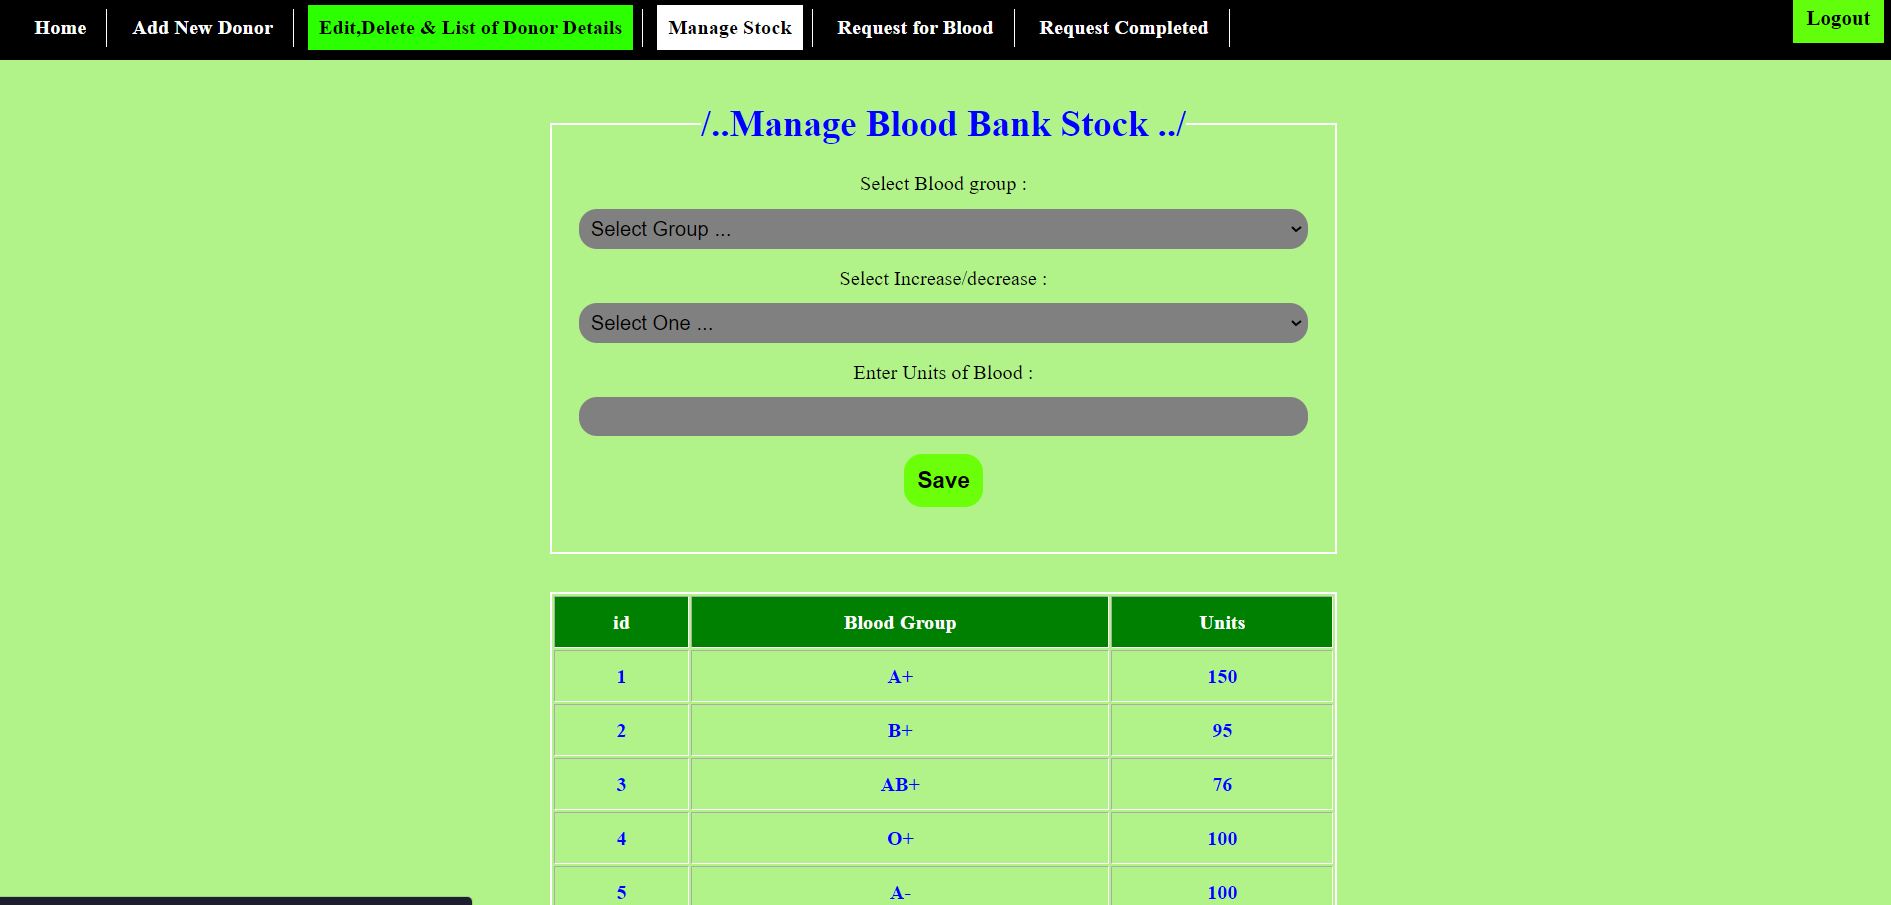 Home Add New Donor Edit,Delete & List of Donor Details Manage Stock Request for Blood Request Completed Logout
/..Manage Blood Bank Stock ../
Select Blood group :
Select Group ...
Select Increase/decrease :
Select One ...
Enter Units of Blood :
Save
id Blood Group Units
1 A+ 150
2 B+ 95
3 AB+ 76
4 O+ 100
5 A- 100